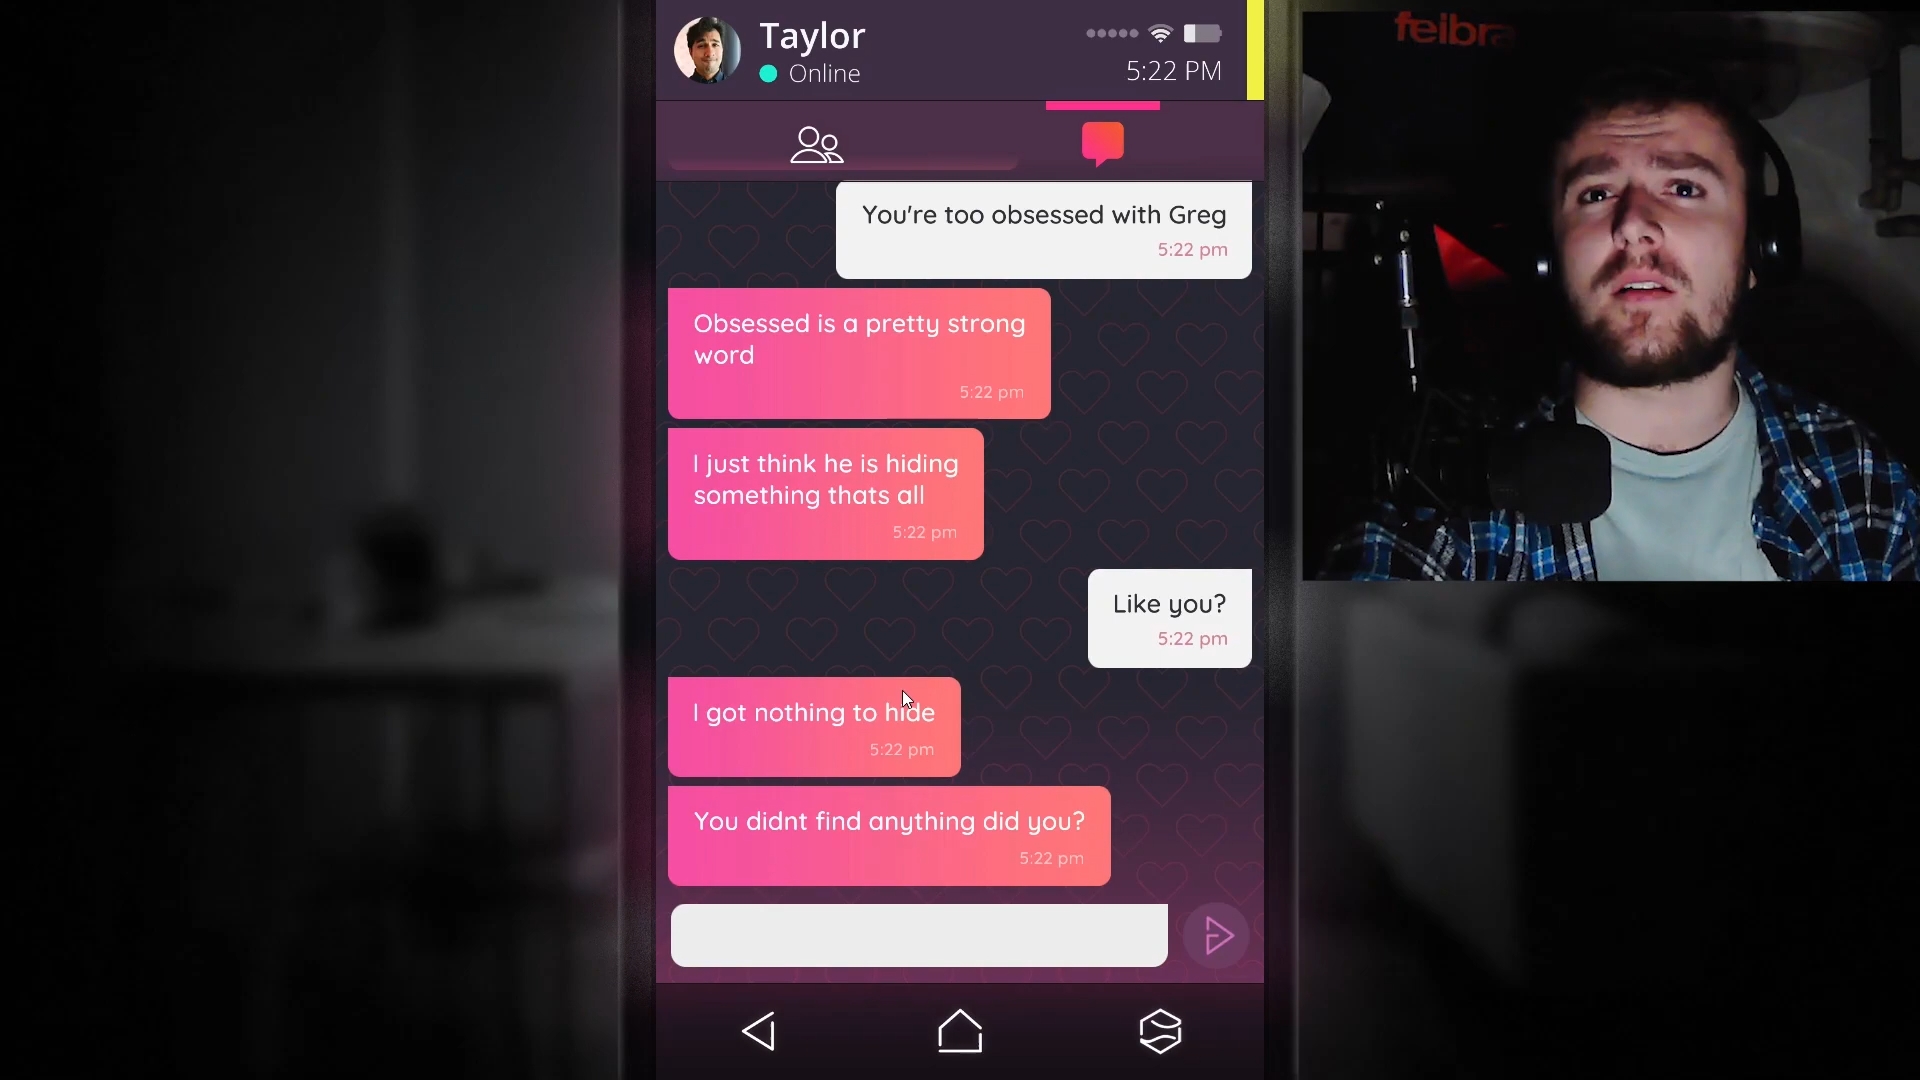 Taylor
Online
5:22 PM
You're too obsessed with Greg
5:22 pm
Obsessed is a pretty strong
word
5:22 pm
I just think he is hiding
something thats all
5:22 pm
Like you?
5:22 pm
I got nothing to hide
5:22 pm
You didnt find anything did you?
5:22 pm